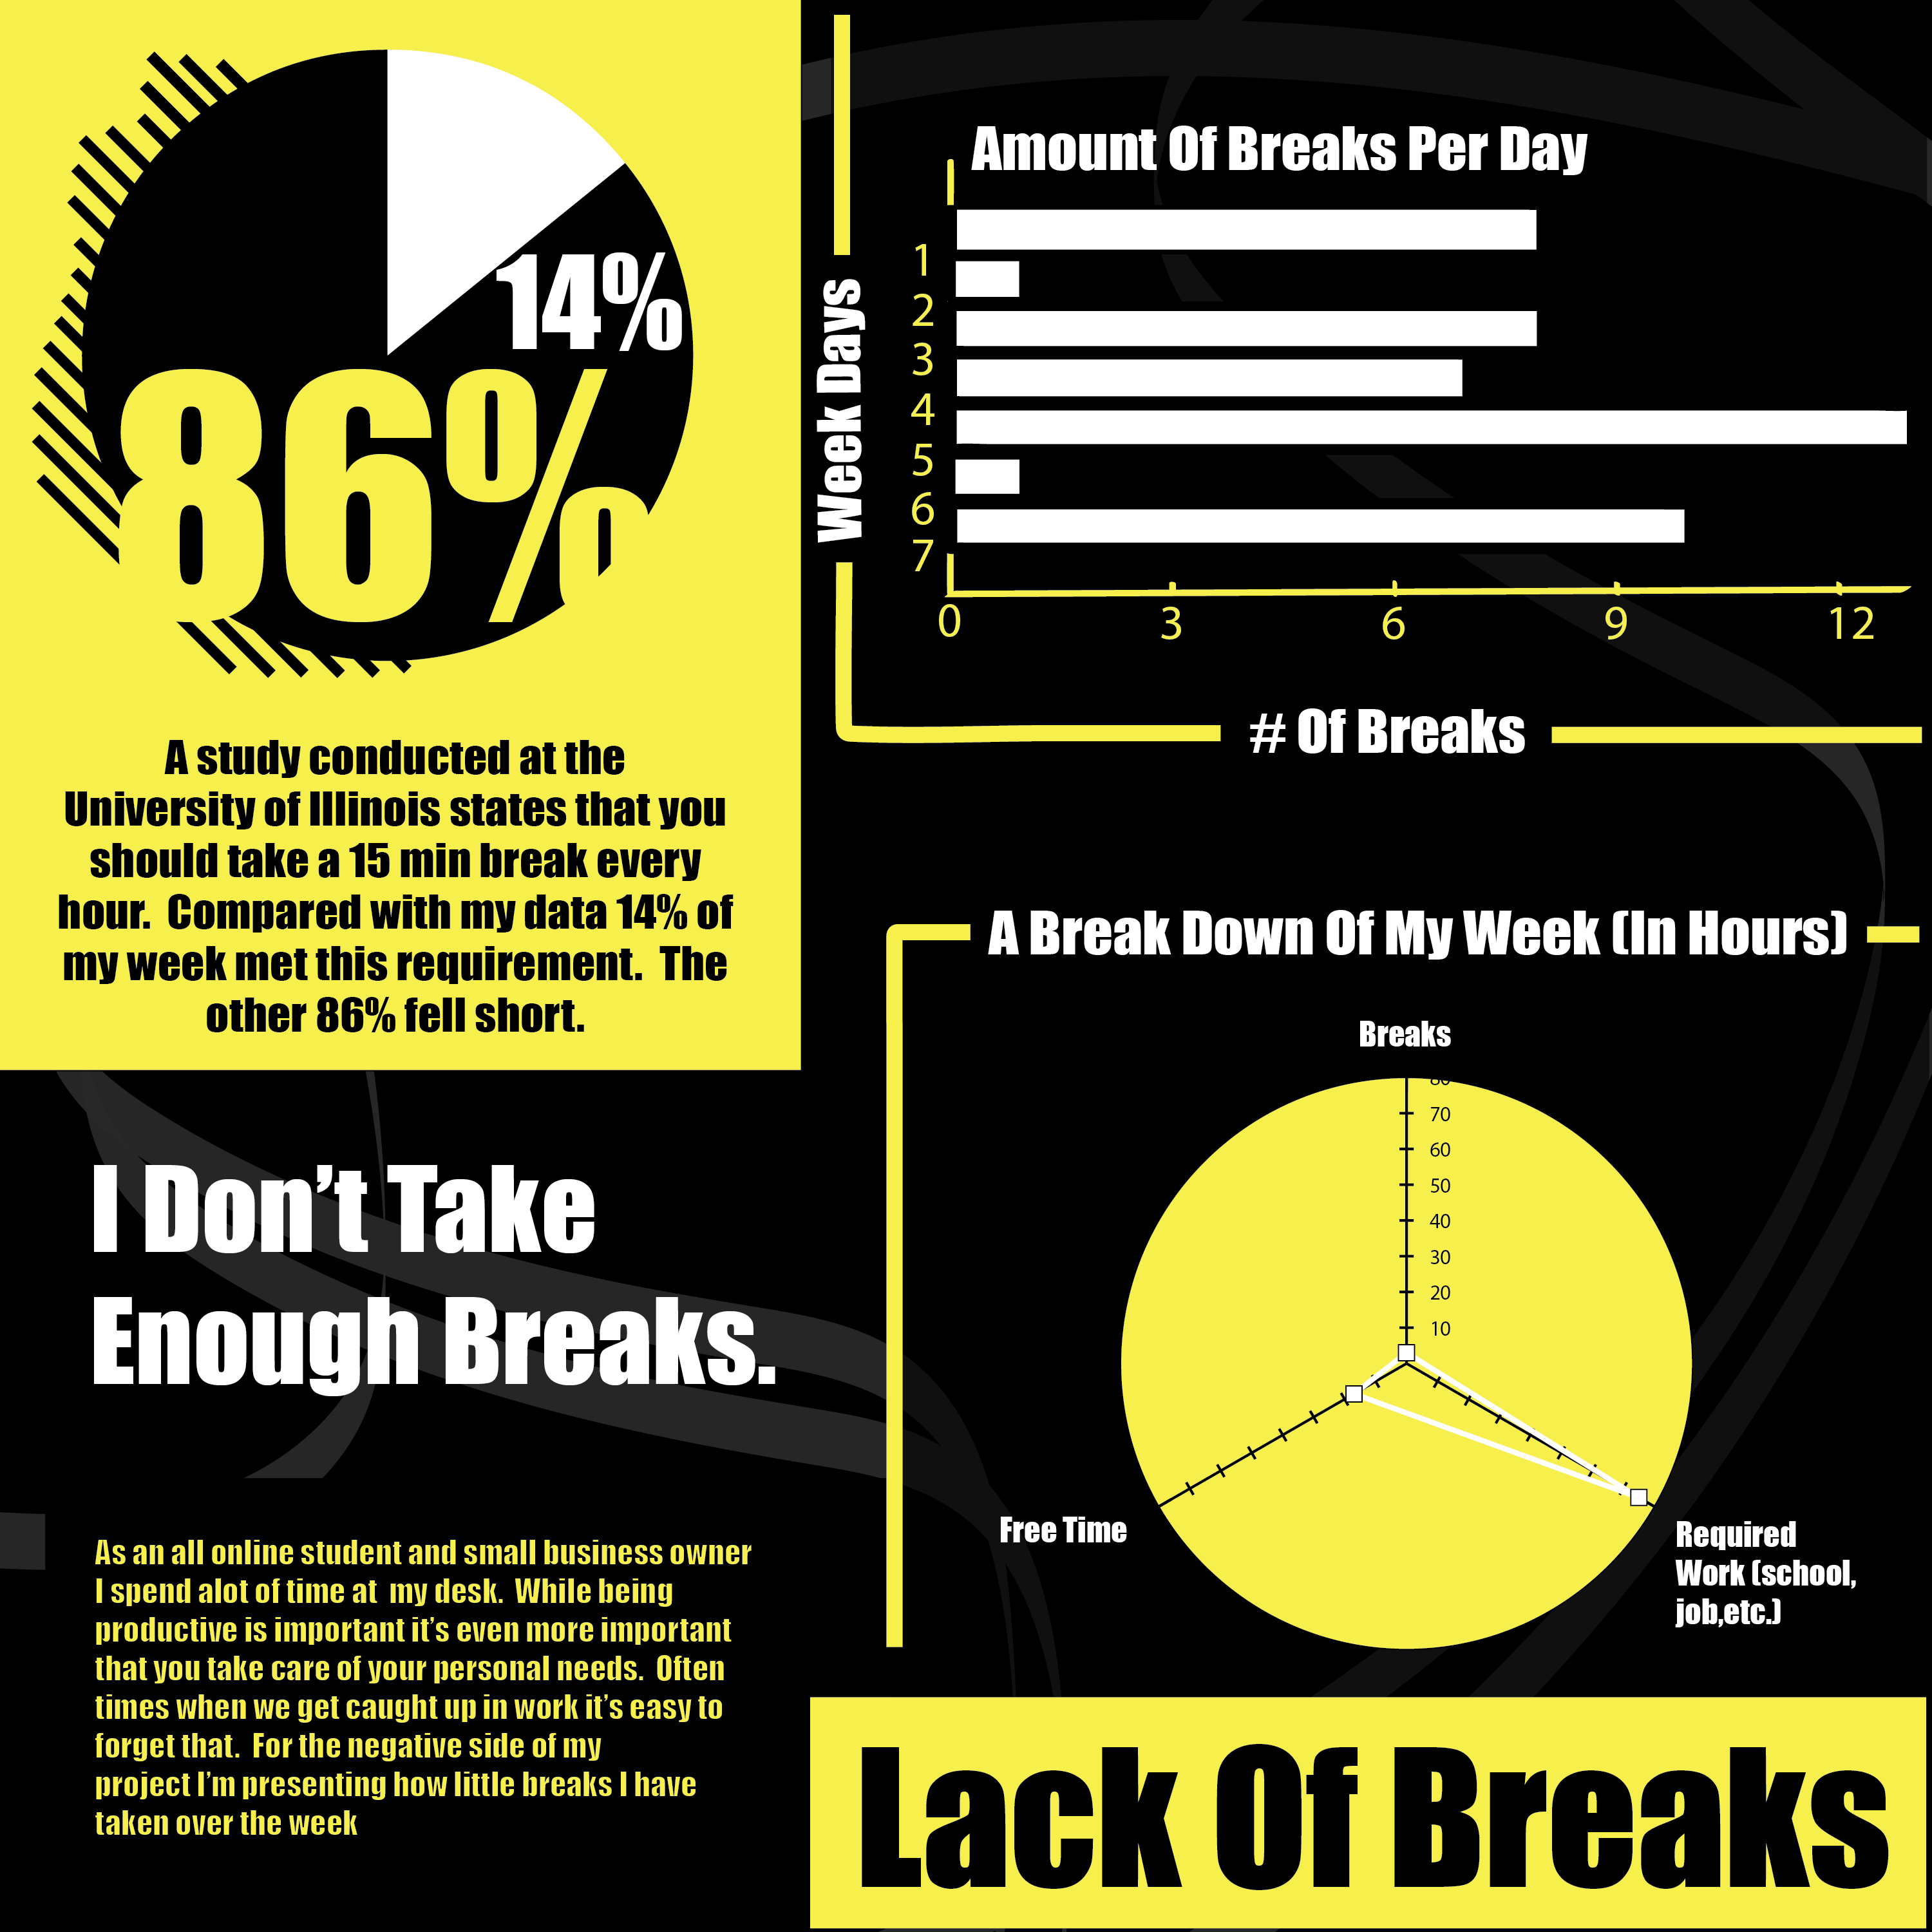 14%
86%
A study conducted at the
University of Illinois states that you
should take a 15 min break every
hour.  Compared with my data 14% of
my week met this requirement.  The
other 86% fell short.
Amount Of Breaks Per Day
Week Days
1
2
3
4
5
6
7
0 3 6 9 12
# Of Breaks
I Don't Take
Enough Breaks.
As an all online student and small business owner
I spend alot of time at  my desk.  While being
productive is important it's even more important
that you take care of your personal needs.  Often
times when we get caught up in work it's easy to
forget that.  For the negative side of my
project I'm presenting how little breaks I have
taken over the week
A Break Down Of My Week (In Hours)
Breaks
80
70
60
50
40
30
20
10
Free Time
Required
Work (school,
job,etc.)
Lack Of Breaks